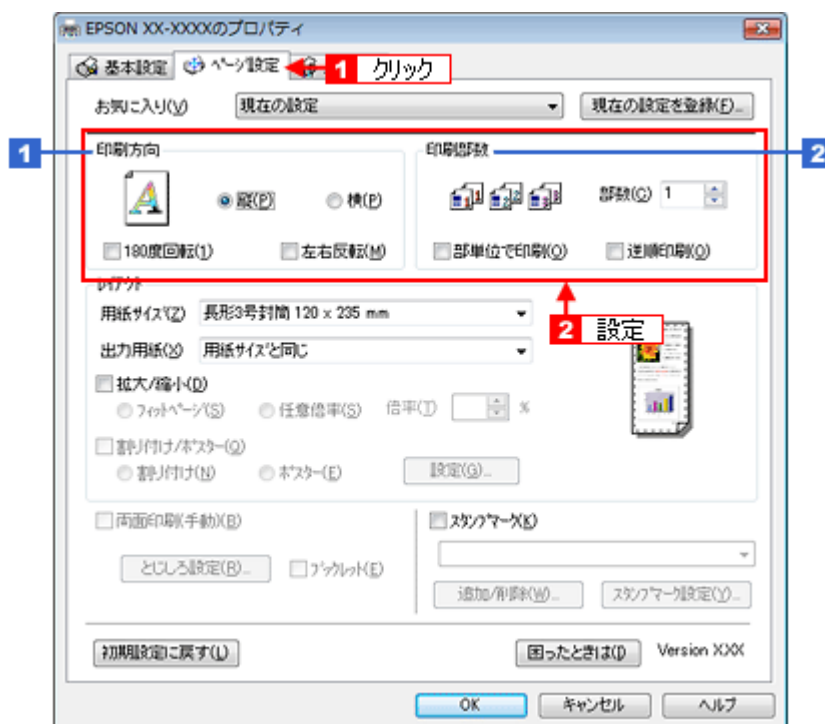 EPSON XX-XXXXのプロパティ
基本設定 ページ設定 1 クリック
お気に入り(V) 現在の設定 現在の設定を登録(F)...
1 印刷方向 印刷部数 2
縦(P) 横(P) 部数(C) 1
180度回転(1) 左右反転(M) 部単位で印刷(O) 逆順印刷(O)
レイアウト
用紙サイズ(Z) 長形3号封筒 120 x 235 mm
2 設定
出力用紙(X) 用紙サイズと同じ
拡大/縮小(D)
フィットページ(S) 任意倍率(S) 倍率(T) %
割り付け/ポスター(Q)
割り付け(N) ポスター(E) 設定(G)...
両面印刷(手動)(B) スタンプマーク(K)
とじしろ設定(R)... ブックレット(E)
追加/削除(W)... スタンプマーク設定(Y)...
初期設定に戻す(L) 困ったときは(I) Version XXX
OK キャンセル ヘルプ